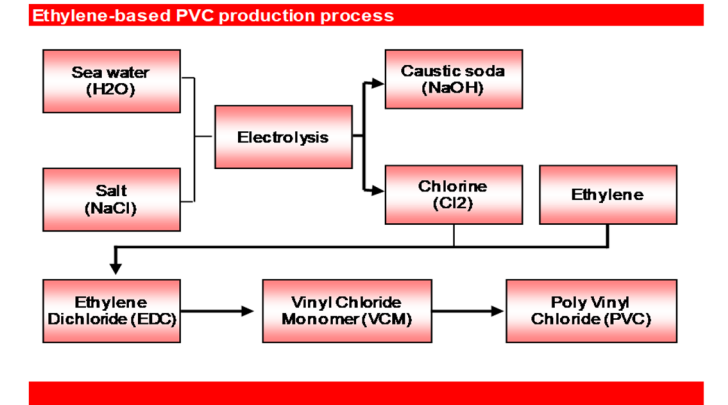 Ethylene-based PVC production process
Sea water
(H2O)
Caustic soda
(NaOH)
Electrolysis
Salt
(NaCl)
Chlorine
(Cl2)
Ethylene
Ethylene
Dichloride (EDC)
Vinyl Chloride
Monomer (VCM)
Poly Vinyl
Chloride (PVC)